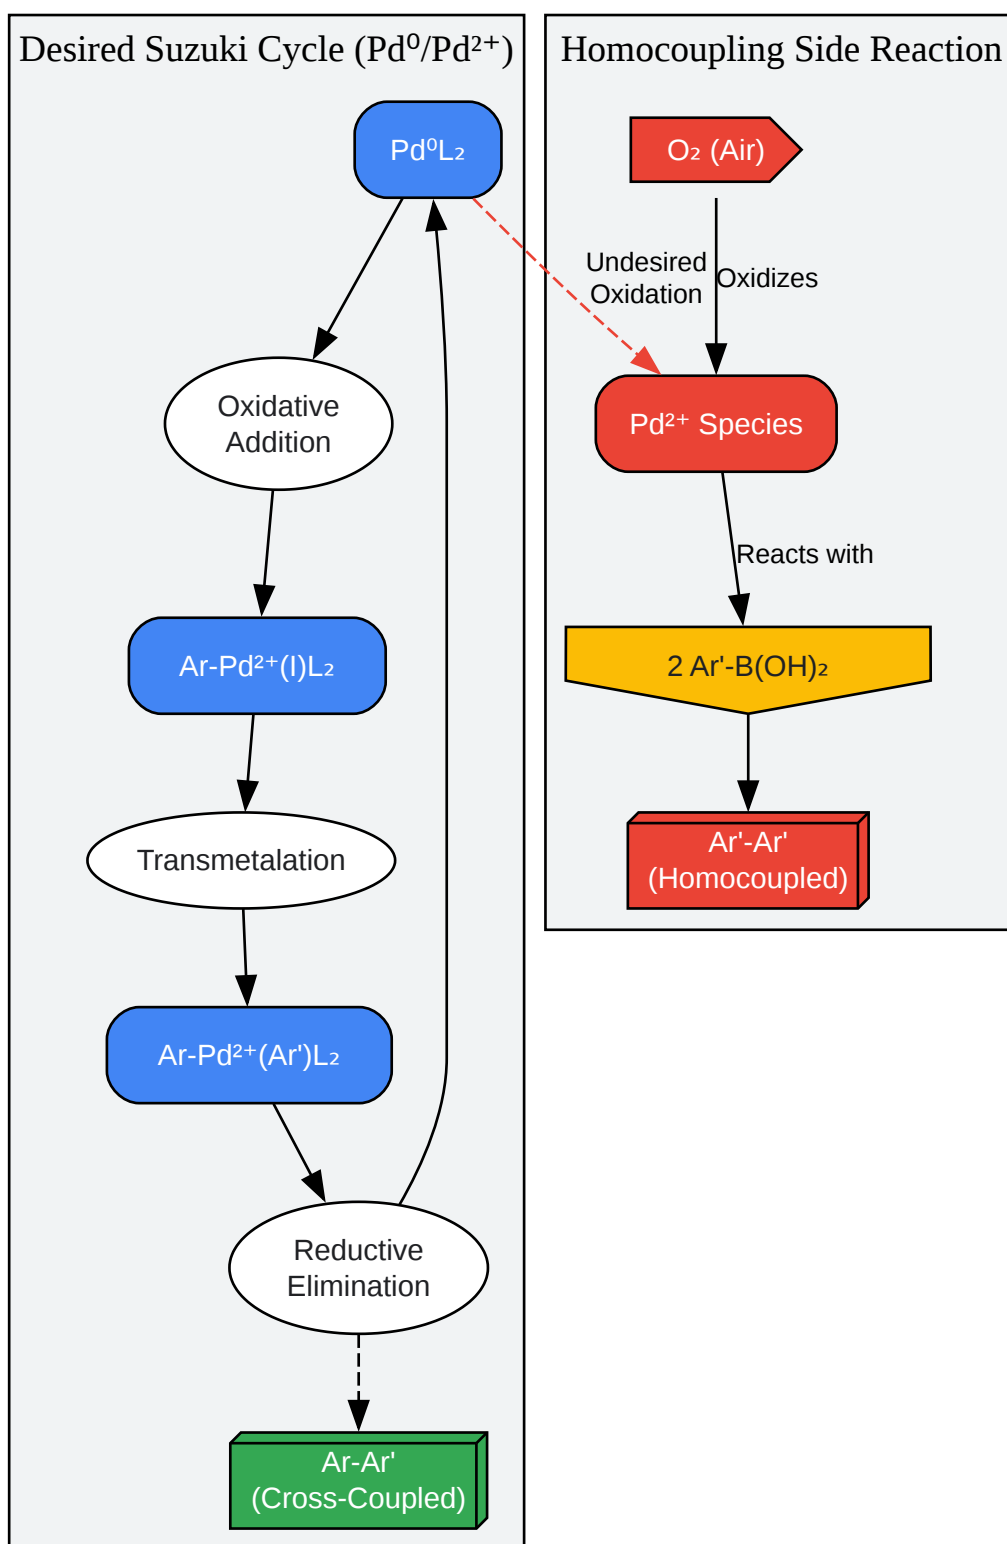 Desired Suzuki Cycle (Pd⁰/Pd²⁺)
Pd⁰L₂
Oxidative
Addition
Ar-Pd²⁺(I)L₂
Transmetalation
Ar-Pd²⁺(Ar')L₂
Reductive
Elimination
Ar-Ar'
(Cross-Coupled)
Homocoupling Side Reaction
O₂ (Air)
Undesired
Oxidation
Oxidizes
Pd²⁺ Species
Reacts with
2 Ar'-B(OH)₂
Ar'-Ar'
(Homocoupled)